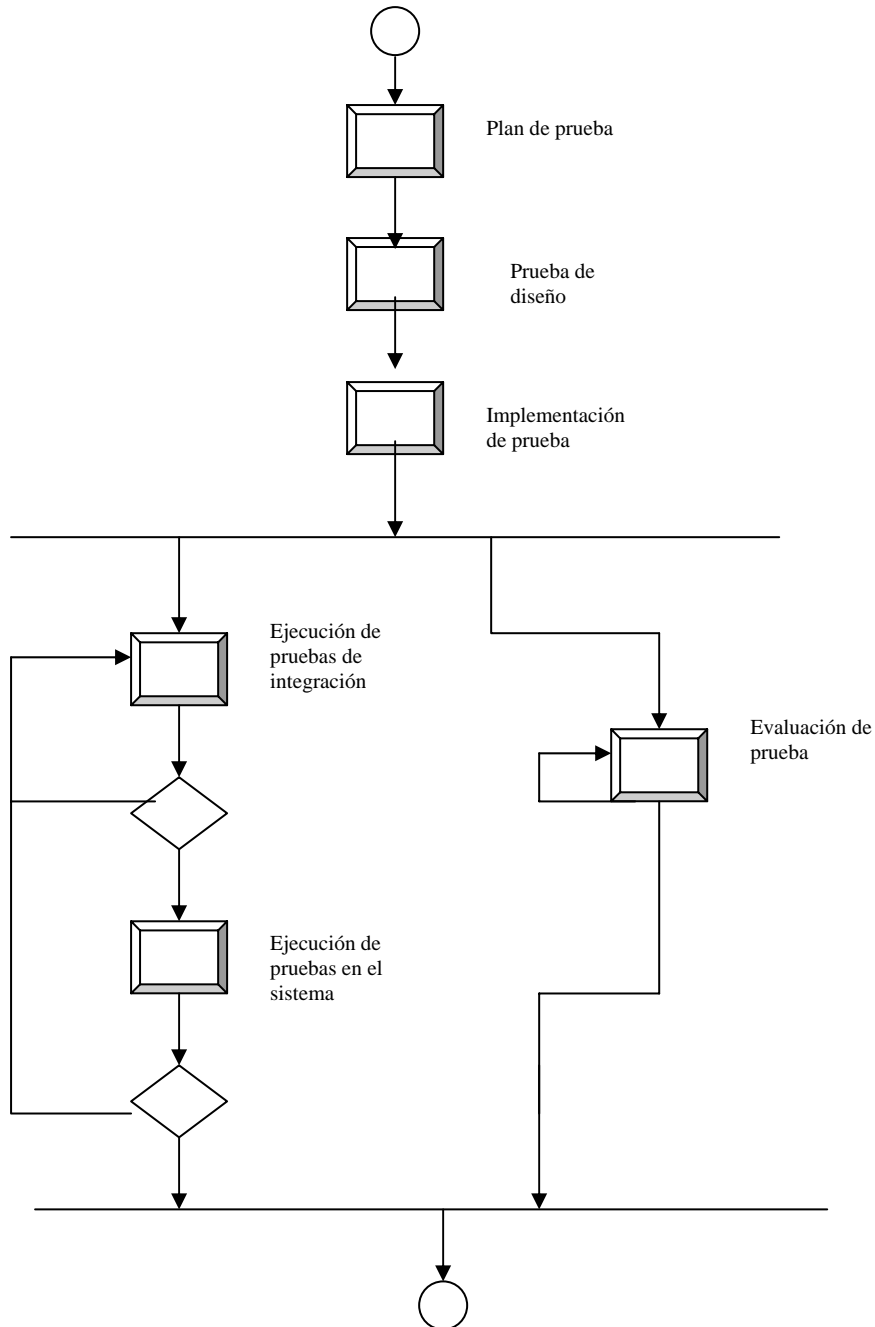 Plan de prueba
Prueba de
diseño
Implementación
de prueba
Ejecución de
pruebas de
integración
Evaluación de
prueba
Ejecución de
pruebas en el
sistema